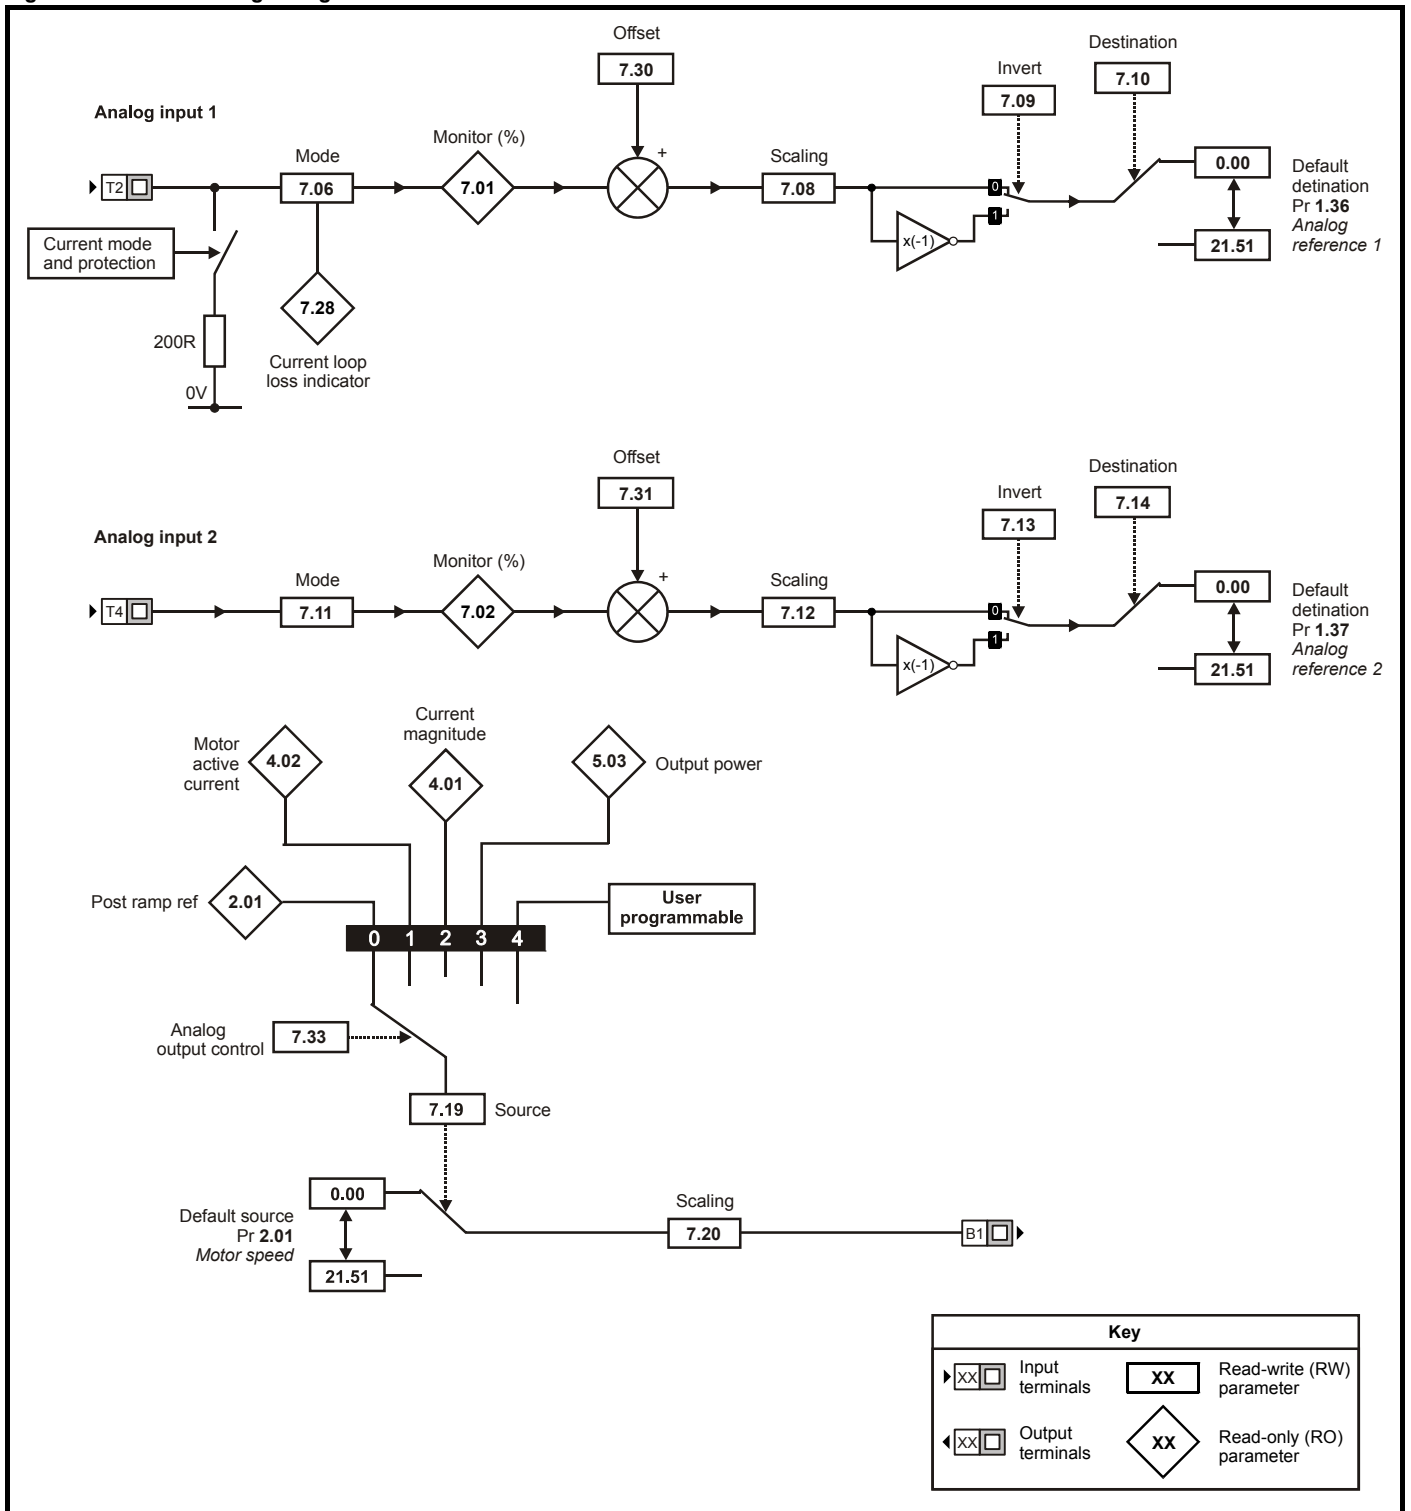 Analog input 1
Offset
7.30
Destination
7.10
Invert
7.09
Monitor (%)
Mode
Scaling
T2
7.06
7.01
+
7.08
0
1
x(-1)
0.00
21.51
Default
detination
Pr 1.36
Analog
reference 1
Current mode
and protection
7.28
200R
Current loop
loss indicator
0V
Analog input 2
Offset
7.31
Destination
7.14
Invert
7.13
Monitor (%)
Mode
Scaling
T4
7.11
7.02
+
7.12
0
1
x(-1)
0.00
21.51
Default
detination
Pr 1.37
Analog
reference 2
Motor
active
current
4.02
Current
magnitude
4.01
5.03
Output power
Post ramp ref
2.01
User
programmable
0 1 2 3 4
Analog
output control
7.33
7.19
Source
Default source
Pr 2.01
Motor speed
0.00
21.51
Scaling
7.20
B1
Key
XX
Input
terminals
XX
Read-write (RW)
parameter
XX
Output
terminals
XX
Read-only (RO)
parameter